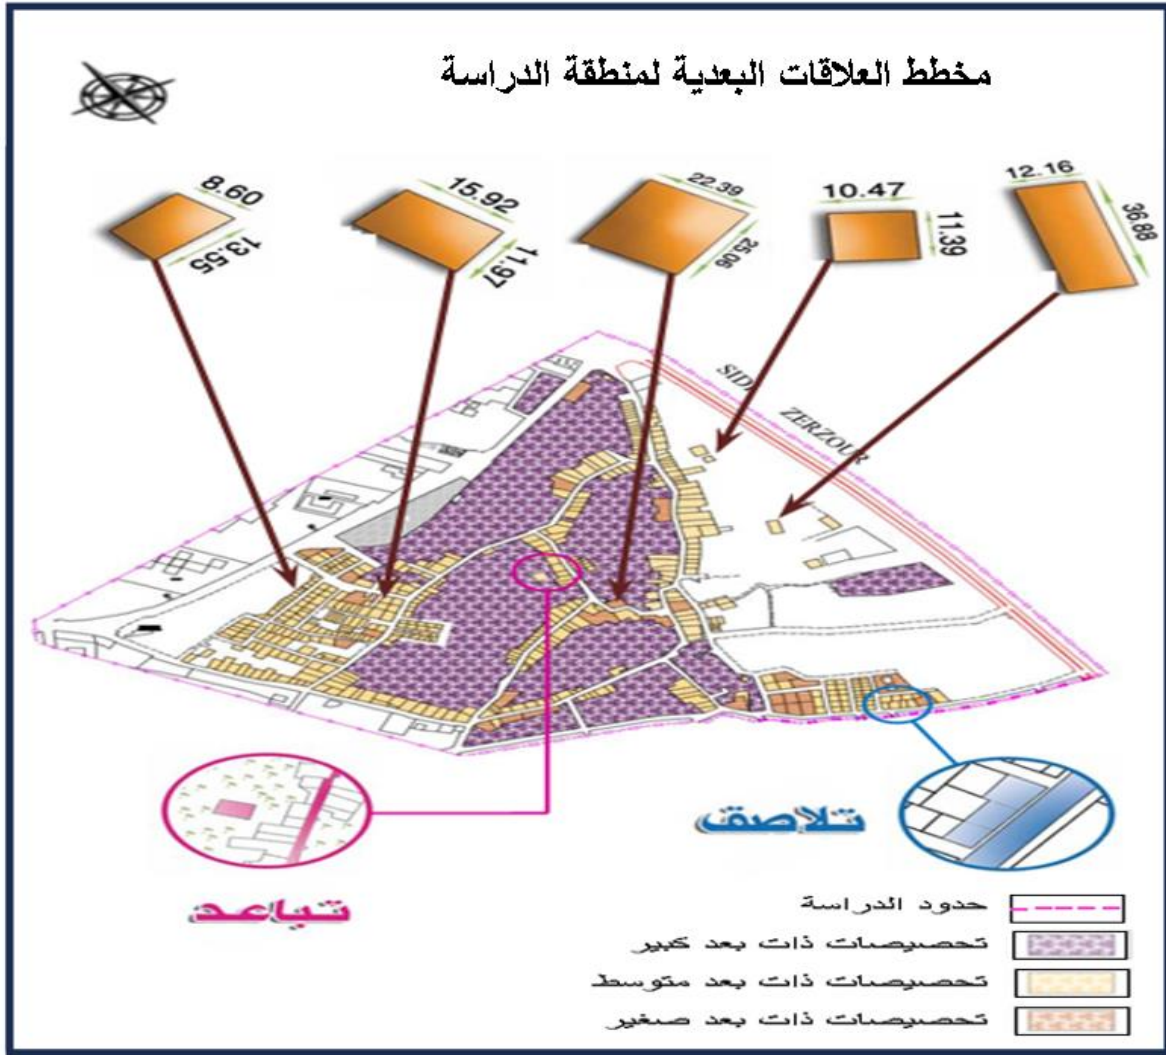 مخطط العلاقات البعدية لمنطقة الدراسة
8.60
13.55
15.92
11.97
22.39
25.06
10.47
11.39
12.16
36.88
ZERZOUR
تلاصق
تباعد
حدود الدراسة
تحصيصات ذات بعد كبير
تحصيصات ذات بعد متوسط
تحصيصات ذات بعد صغير